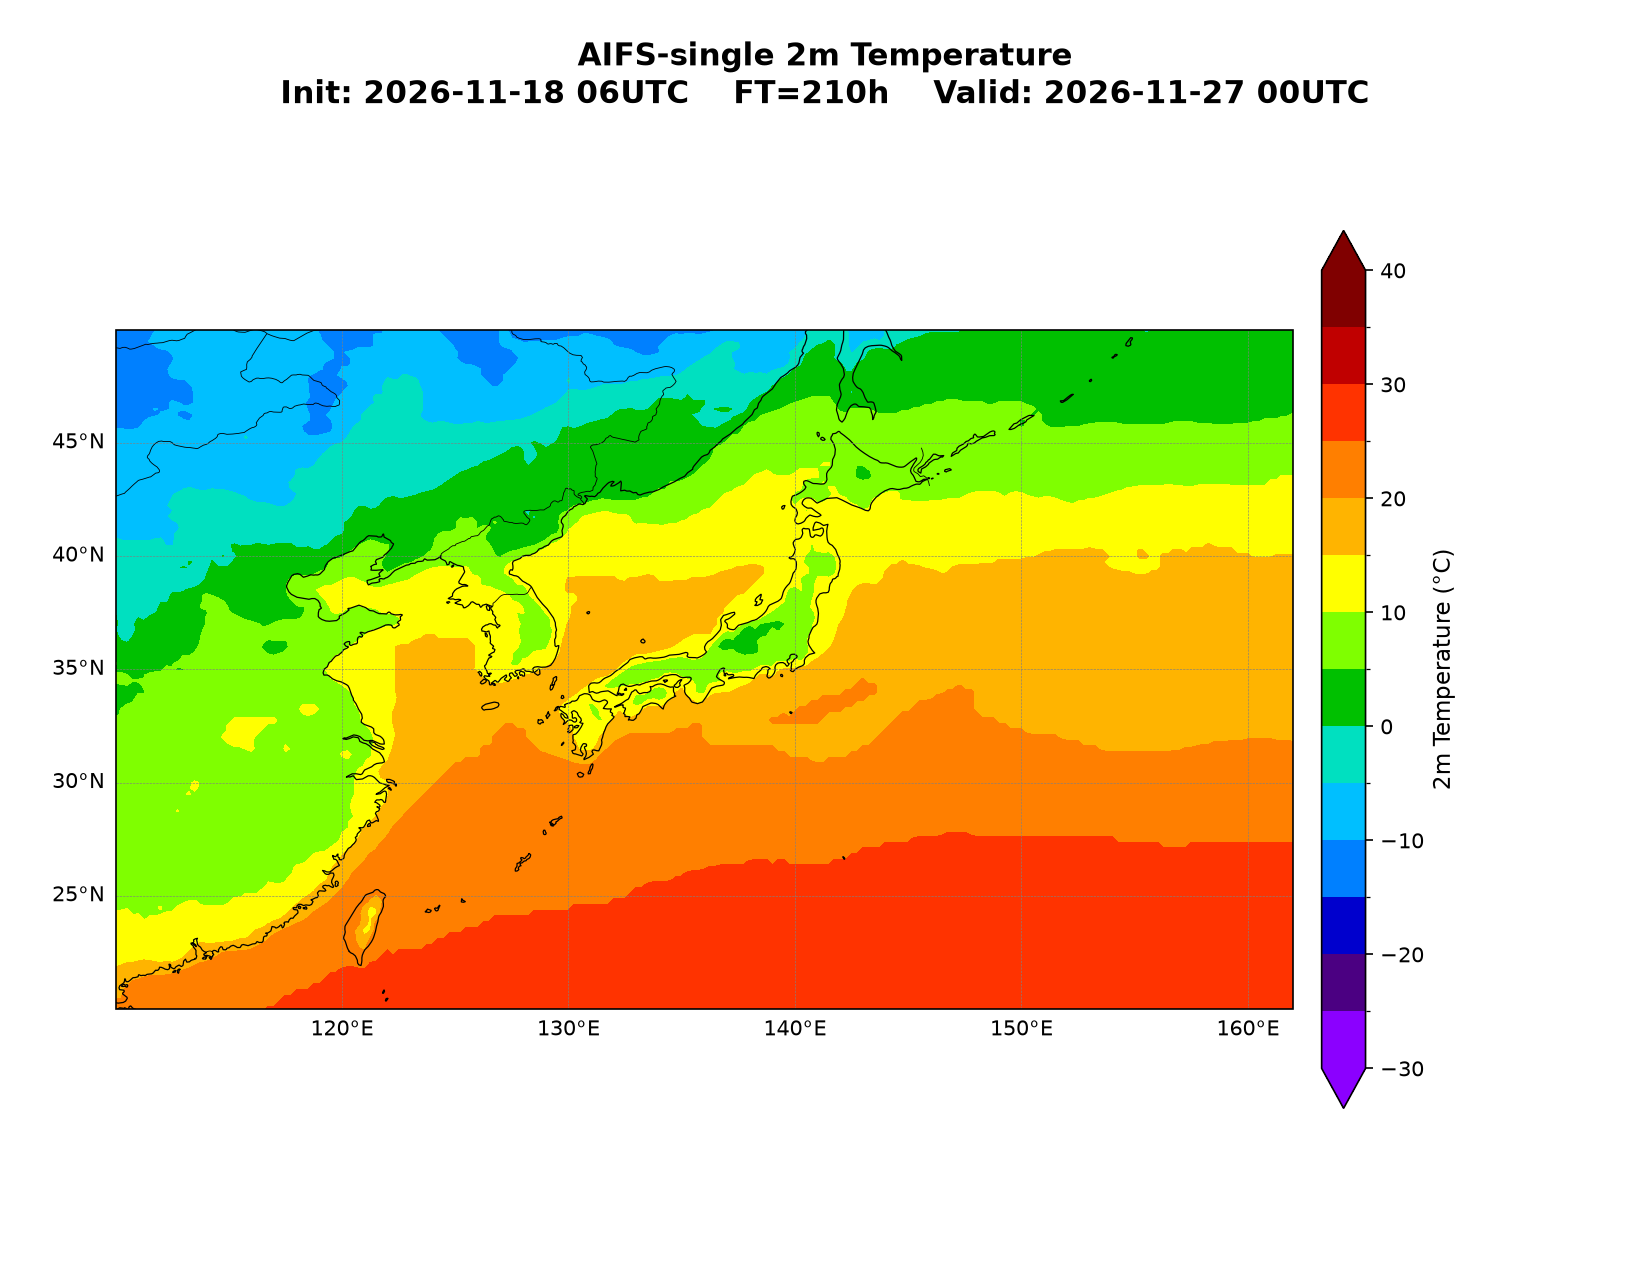 AIFS-single 2m Temperature
Init: 2026-11-18 06UTC    FT=210h    Valid: 2026-11-27 00UTC
45°N
40°N
35°N
30°N
25°N
120°E
130°E
140°E
150°E
160°E
40
30
20
10
0
−10
−20
−30
2m Temperature (°C)